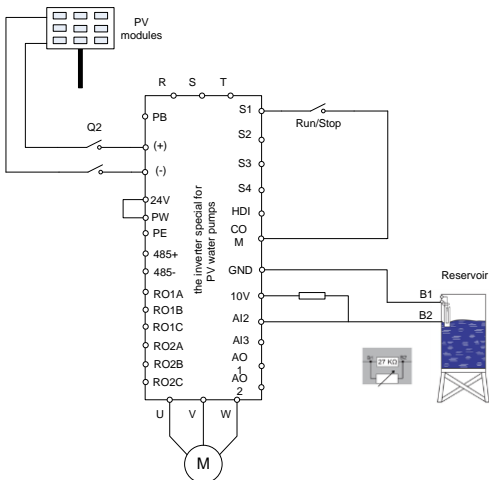 PV
modules
R S T
PB
Q2
(+)
(-)
24V
PW
PE
485+
485-
RO1A
RO1B
RO1C
RO2A
RO2B
RO2C
the inverter special for
PV water pumps
S1
Run/Stop
S2
S3
S4
HDI
CO
M
GND
10V
AI2
AI3
AO
1
AO
2
Reservoir
B1
B2
27 KΩ
U V W
M